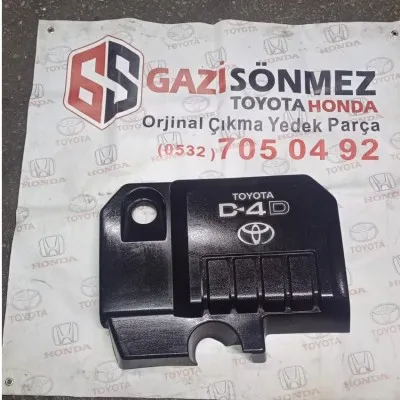 GS GAZİSÖNMEZ
TOYOTA HONDA
Orjinal Çıkma Yedek Parça
(0532) 705 04 92
TOYOTA
D-4D